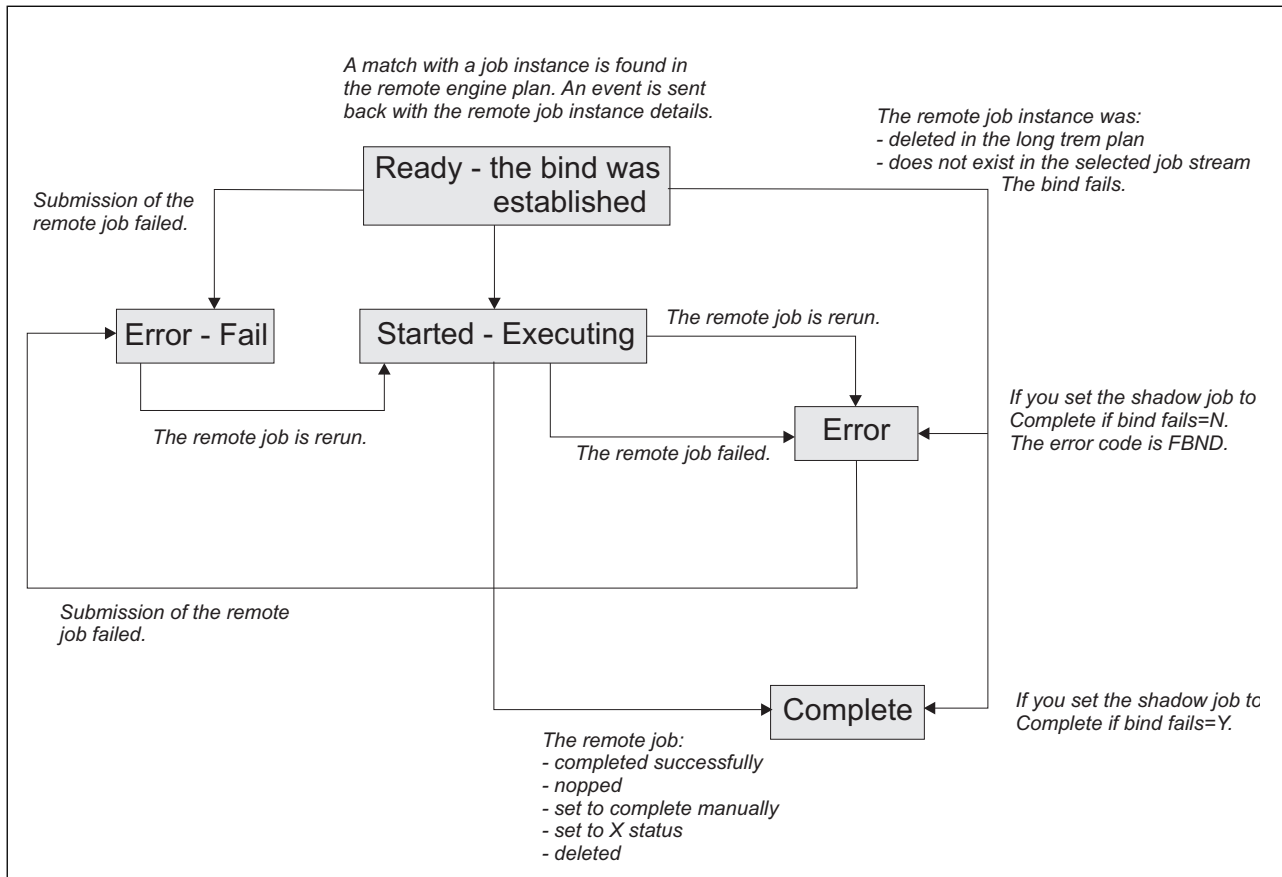 A match with a job instance is found in
the remote engine plan. An event is sent
back with the remote job instance details.
The remote job instance was:
- deleted in the long trem plan
- does not exist in the selected job stream
The bind fails.
Ready - the bind was
established
Submission of the
remote job failed.
Error - Fail
Started - Executing
The remote job is rerun.
The remote job is rerun.
The remote job failed.
Error
If you set the shadow job to
Complete if bind fails=N.
The error code is FBND.
Submission of the remote
job failed.
Complete
If you set the shadow job to
Complete if bind fails=Y.
The remote job:
- completed successfully
- nopped
- set to complete manually
- set to X status
- deleted